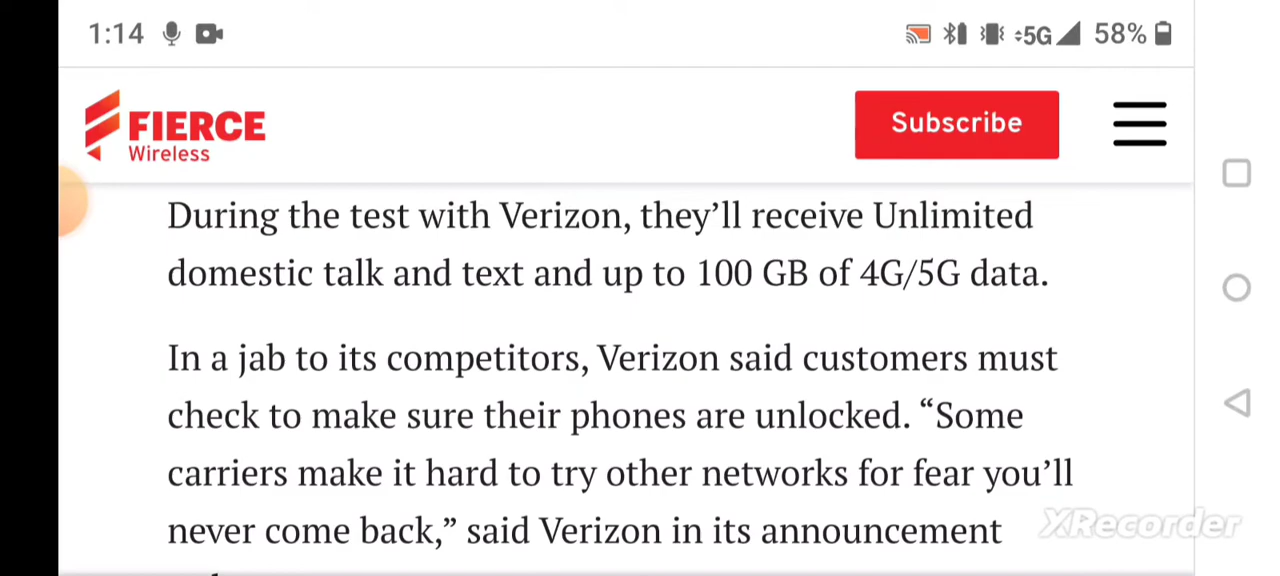 1:14 5G 58%
FIERCE
Wireless
Subscribe
During the test with Verizon, they’ll receive Unlimited
domestic talk and text and up to 100 GB of 4G/5G data.
In a jab to its competitors, Verizon said customers must
check to make sure their phones are unlocked. “Some
carriers make it hard to try other networks for fear you’ll
never come back,” said Verizon in its announcement
XRecorder